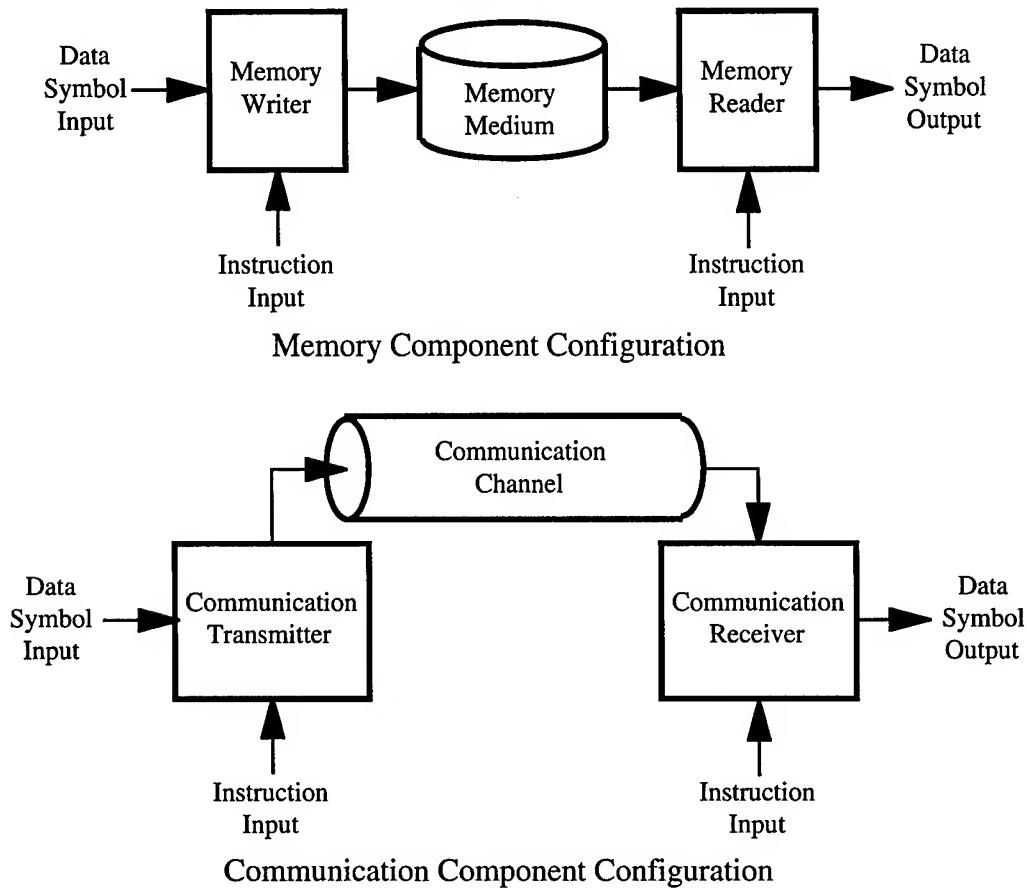 Data
Symbol
Input
Memory
Writer
Memory
Medium
Memory
Reader
Data
Symbol
Output
Instruction
Input
Instruction
Input
Memory Component Configuration
Communication
Channel
Data
Symbol
Input
Communication
Transmitter
Communication
Receiver
Data
Symbol
Output
Instruction
Input
Instruction
Input
Communication Component Configuration